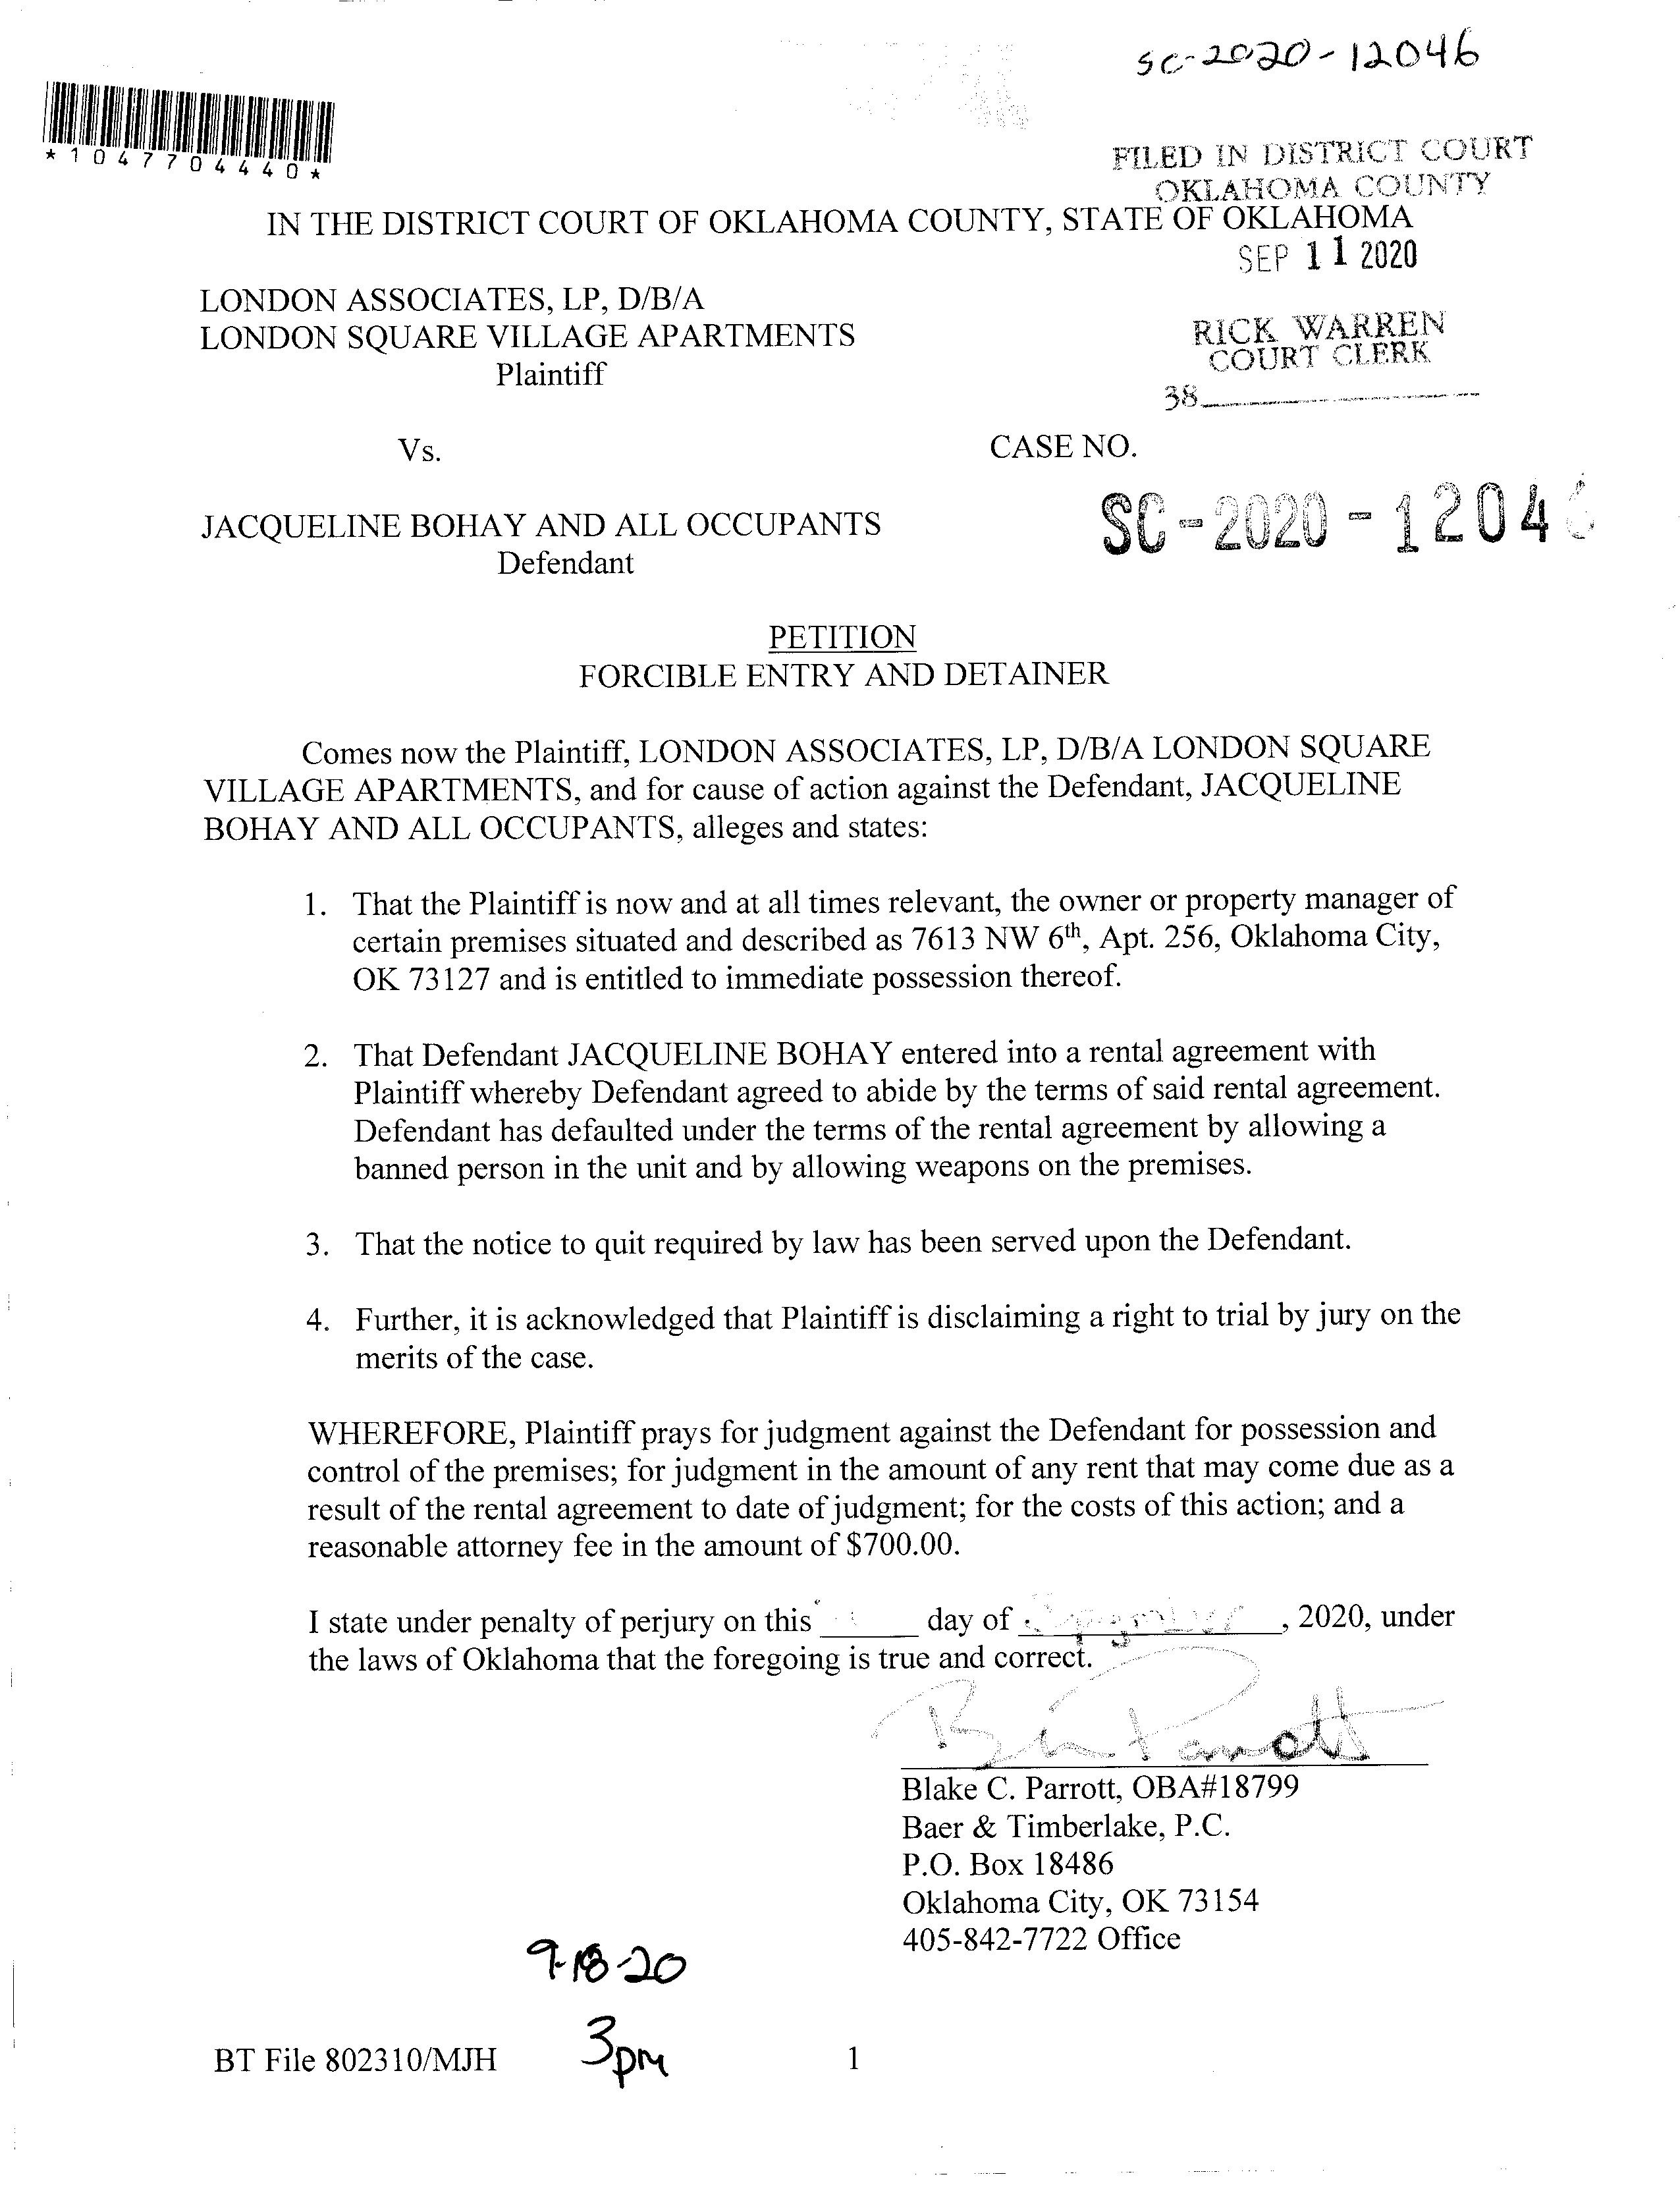 SC-2020-12046
*1047704440*
FILED IN DISTRICT COURT
OKLAHOMA COUNTY
IN THE DISTRICT COURT OF OKLAHOMA COUNTY, STATE OF OKLAHOMA
SEP 11 2020
LONDON ASSOCIATES, LP, D/B/A
LONDON SQUARE VILLAGE APARTMENTS
Plaintiff
RICK WARREN
COURT CLERK
38
Vs.
CASE NO.
JACQUELINE BOHAY AND ALL OCCUPANTS
Defendant
SC-2020-12046
PETITION
FORCIBLE ENTRY AND DETAINER
Comes now the Plaintiff, LONDON ASSOCIATES, LP, D/B/A LONDON SQUARE
VILLAGE APARTMENTS, and for cause of action against the Defendant, JACQUELINE
BOHAY AND ALL OCCUPANTS, alleges and states:
1. That the Plaintiff is now and at all times relevant, the owner or property manager of
certain premises situated and described as 7613 NW 6th, Apt. 256, Oklahoma City,
OK 73127 and is entitled to immediate possession thereof.
2. That Defendant JACQUELINE BOHAY entered into a rental agreement with
Plaintiff whereby Defendant agreed to abide by the terms of said rental agreement.
Defendant has defaulted under the terms of the rental agreement by allowing a
banned person in the unit and by allowing weapons on the premises.
3. That the notice to quit required by law has been served upon the Defendant.
4. Further, it is acknowledged that Plaintiff is disclaiming a right to trial by jury on the
merits of the case.
WHEREFORE, Plaintiff prays for judgment against the Defendant for possession and
control of the premises; for judgment in the amount of any rent that may come due as a
result of the rental agreement to date of judgment; for the costs of this action; and a
reasonable attorney fee in the amount of $700.00.
I state under penalty of perjury on this day of September, 2020, under
the laws of Oklahoma that the foregoing is true and correct.
Blake C. Parrott, OBA#18799
Baer & Timberlake, P.C.
P.O. Box 18486
Oklahoma City, OK 73154
405-842-7722 Office
9-18-20
3pm
BT File 802310/MJH
1